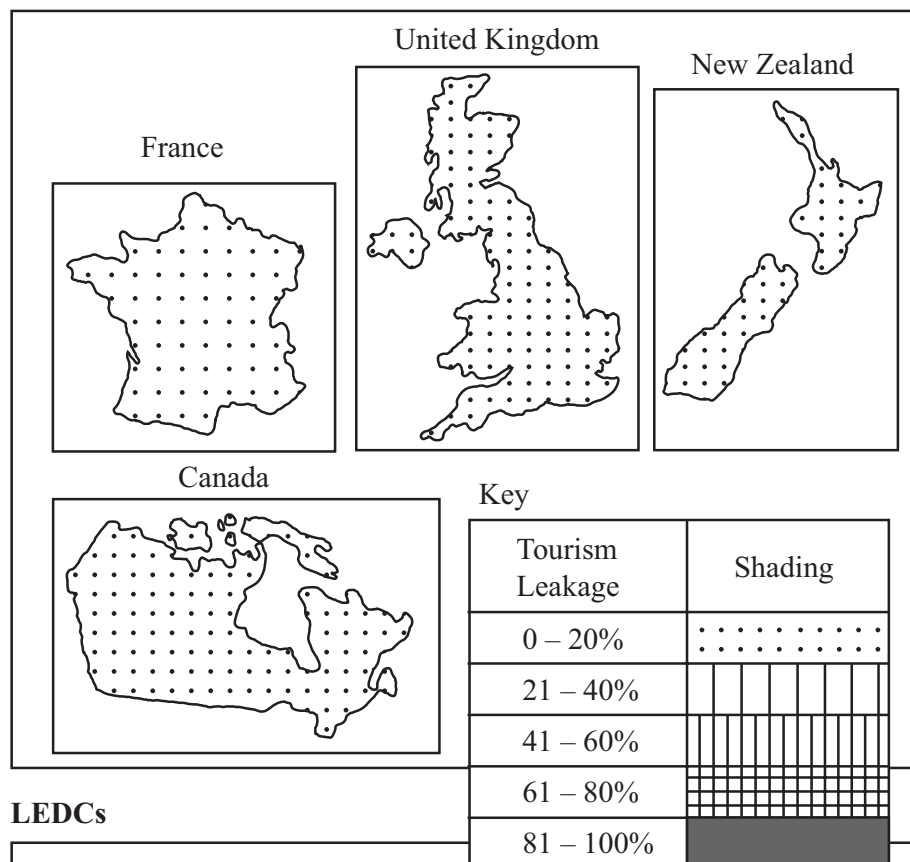 United Kingdom
New Zealand
France
Canada
Key
Tourism
Leakage
Shading
0 – 20%
21 – 40%
41 – 60%
61 – 80%
81 – 100%
LEDCs